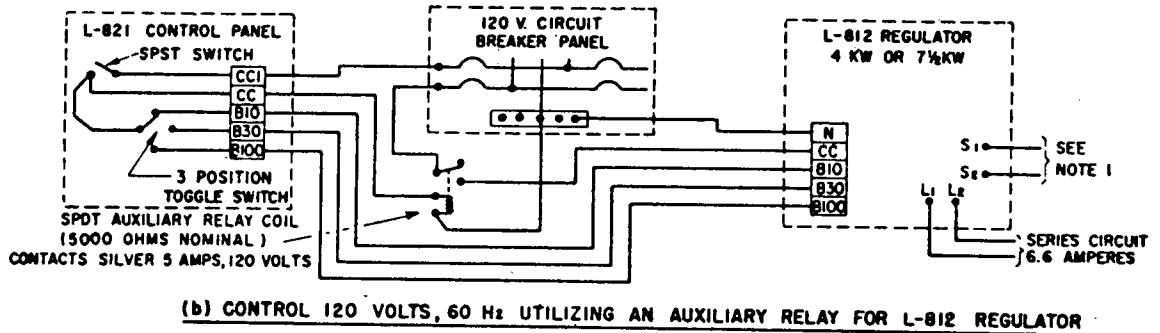 L-821 CONTROL PANEL
SPST SWITCH
CC1
CC
B10
B30
B100
3 POSITION
TOGGLE SWITCH
SPDT AUXILIARY RELAY COIL
(5000 OHMS NOMINAL)
CONTACTS SILVER 5 AMPS, 120 VOLTS
120 V. CIRCUIT
BREAKER PANEL
L-812 REGULATOR
4 KW OR 7½KW
N
CC
B10
B30
B100
S1
S2
SEE
NOTE 1
L1 L2
SERIES CIRCUIT
6.6 AMPERES
(b) CONTROL 120 VOLTS, 60 Hz UTILIZING AN AUXILIARY RELAY FOR L-812 REGULATOR